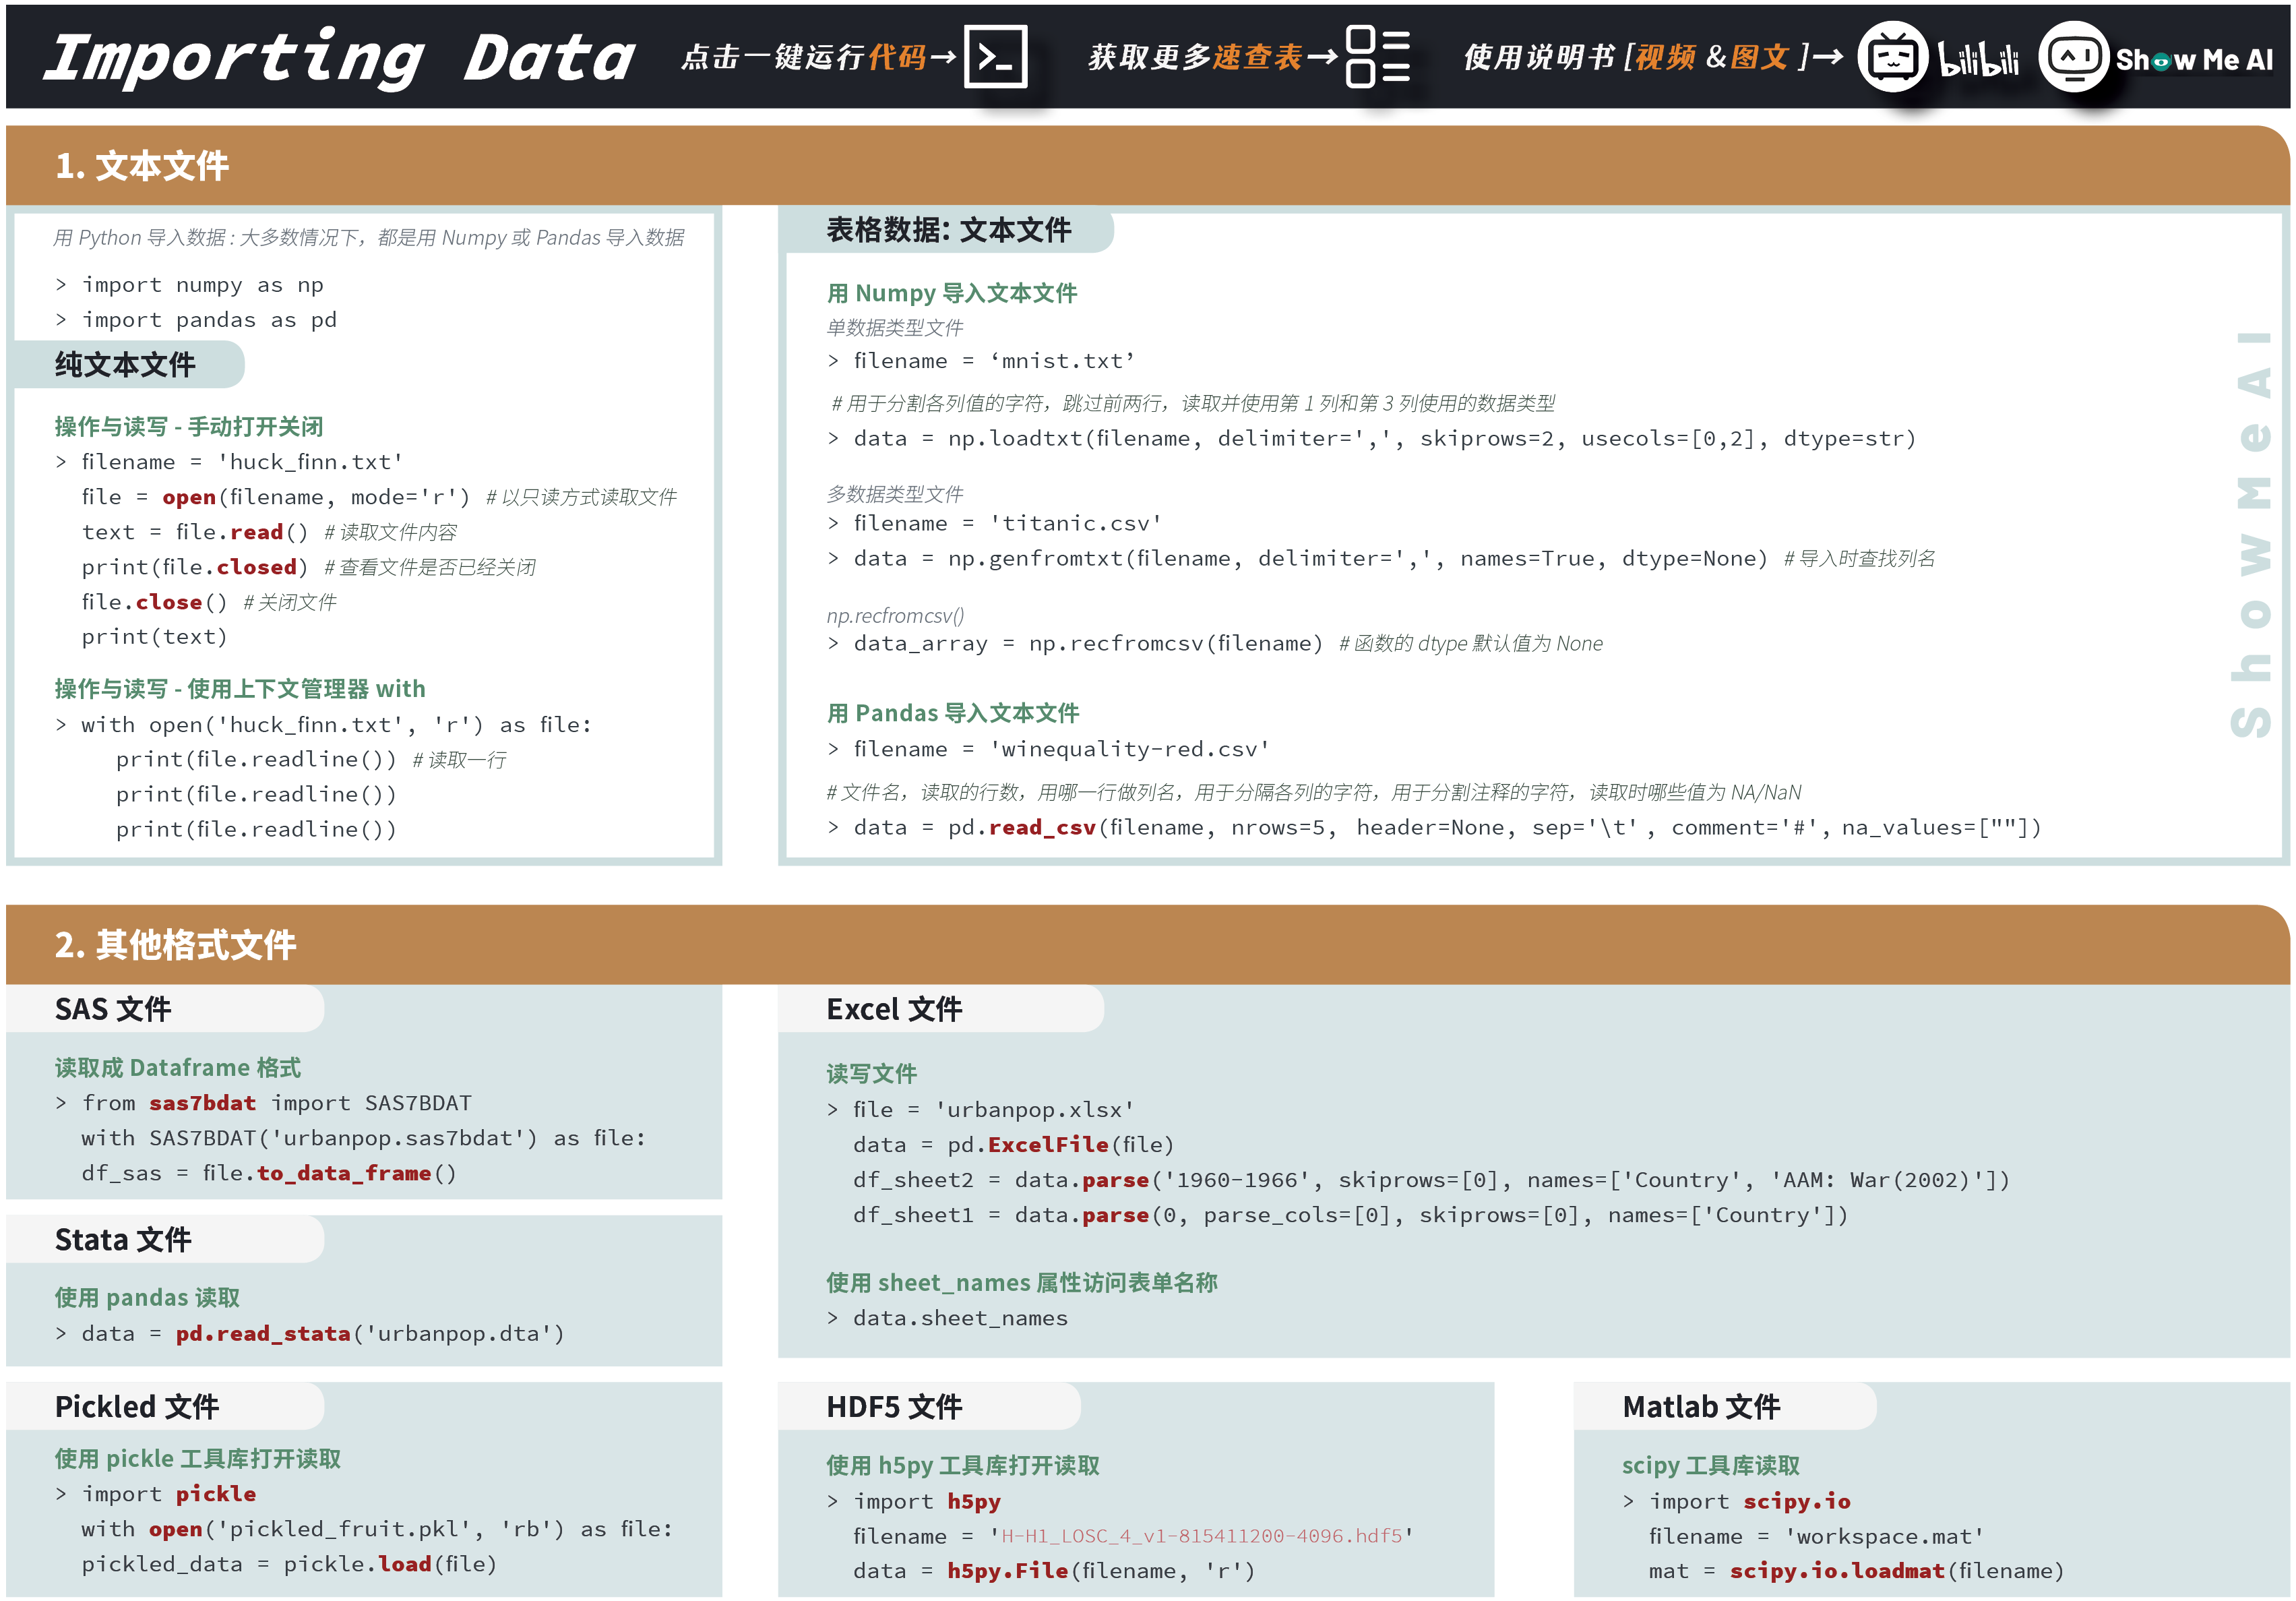 Importing Data
点击一键运行代码→
获取更多速查表→
使用说明书 [视频 &图文 ]→
bilibili
Show Me AI
1. 文本文件
用 Python 导入数据 : 大多数情况下，都是用 Numpy 或 Pandas 导入数据
> import numpy as np
> import pandas as pd
纯文本文件
操作与读写 - 手动打开关闭
> filename = 'huck_finn.txt'
file = open(filename, mode='r') # 以只读方式读取文件
text = file.read() # 读取文件内容
print(file.closed) # 查看文件是否已经关闭
file.close() # 关闭文件
print(text)
操作与读写 - 使用上下文管理器 with
> with open('huck_finn.txt', 'r') as file:
print(file.readline()) # 读取一行
print(file.readline())
print(file.readline())
表格数据: 文本文件
用 Numpy 导入文本文件
单数据类型文件
> filename = ‘mnist.txt’
# 用于分割各列值的字符，跳过前两行，读取并使用第 1 列和第 3 列使用的数据类型
> data = np.loadtxt(filename, delimiter=',', skiprows=2, usecols=[0,2], dtype=str)
多数据类型文件
> filename = 'titanic.csv'
> data = np.genfromtxt(filename, delimiter=',', names=True, dtype=None) # 导入时查找列名
np.recfromcsv()
> data_array = np.recfromcsv(filename) # 函数的 dtype 默认值为 None
用 Pandas 导入文本文件
> filename = 'winequality-red.csv'
# 文件名，读取的行数，用哪一行做列名，用于分隔各列的字符，用于分割注释的字符，读取时哪些值为 NA/NaN
> data = pd.read_csv(filename, nrows=5, header=None, sep='\t', comment='#', na_values=[""])
ShowMeAI
2. 其他格式文件
SAS 文件
读取成 Dataframe 格式
> from sas7bdat import SAS7BDAT
with SAS7BDAT('urbanpop.sas7bdat') as file:
df_sas = file.to_data_frame()
Stata 文件
使用 pandas 读取
> data = pd.read_stata('urbanpop.dta')
Excel 文件
读写文件
> file = 'urbanpop.xlsx'
data = pd.ExcelFile(file)
df_sheet2 = data.parse('1960-1966', skiprows=[0], names=['Country', 'AAM: War(2002)'])
df_sheet1 = data.parse(0, parse_cols=[0], skiprows=[0], names=['Country'])
使用 sheet_names 属性访问表单名称
> data.sheet_names
Pickled 文件
使用 pickle 工具库打开读取
> import pickle
with open('pickled_fruit.pkl', 'rb') as file:
pickled_data = pickle.load(file)
HDF5 文件
使用 h5py 工具库打开读取
> import h5py
filename = 'H-H1_LOSC_4_v1-815411200-4096.hdf5'
data = h5py.File(filename, 'r')
Matlab 文件
scipy 工具库读取
> import scipy.io
filename = 'workspace.mat'
mat = scipy.io.loadmat(filename)